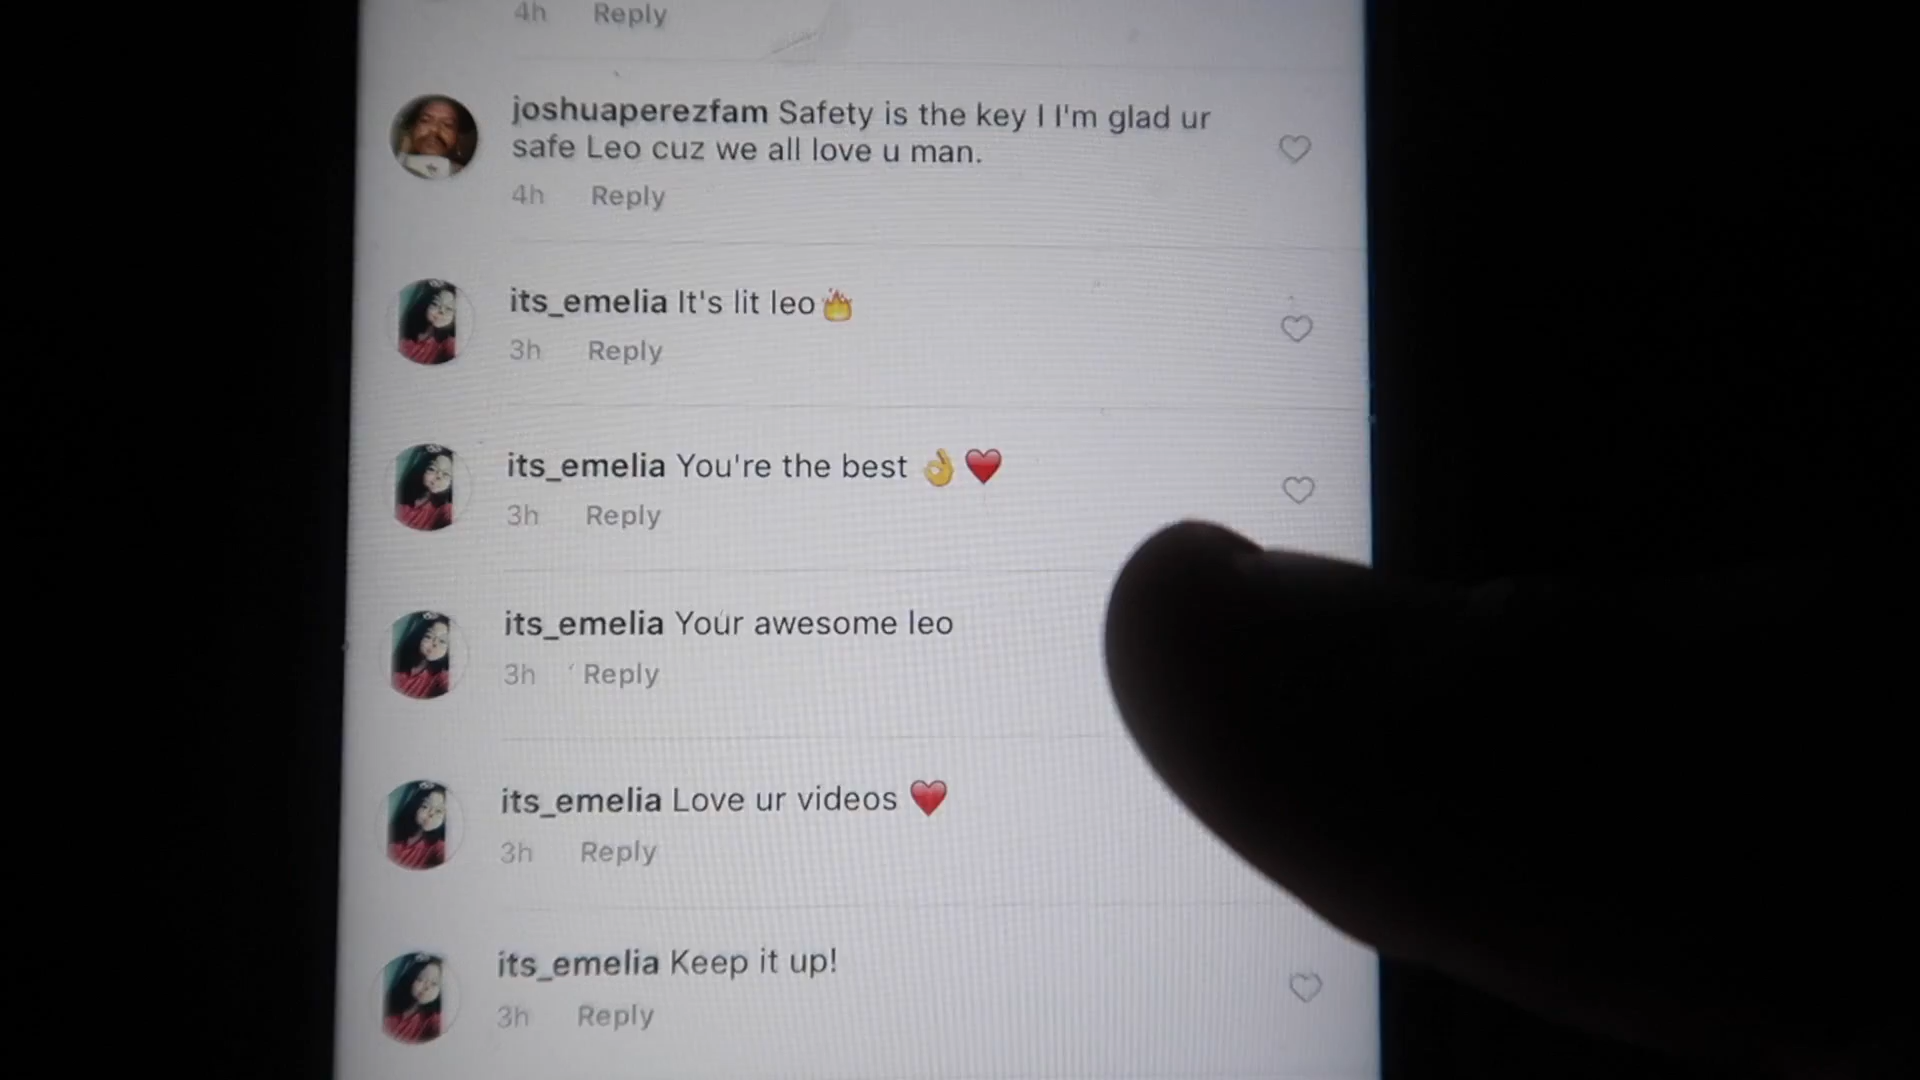 4h Reply
joshuaperezfam Safety is the key I I'm glad ur
safe Leo cuz we all love u man.
4h Reply
its_emelia It's lit leo🔥
3h Reply
its_emelia You're the best 👌❤️
3h Reply
its_emelia Your awesome leo
3h Reply
its_emelia Love ur videos ❤️
3h Reply
its_emelia Keep it up!
3h Reply